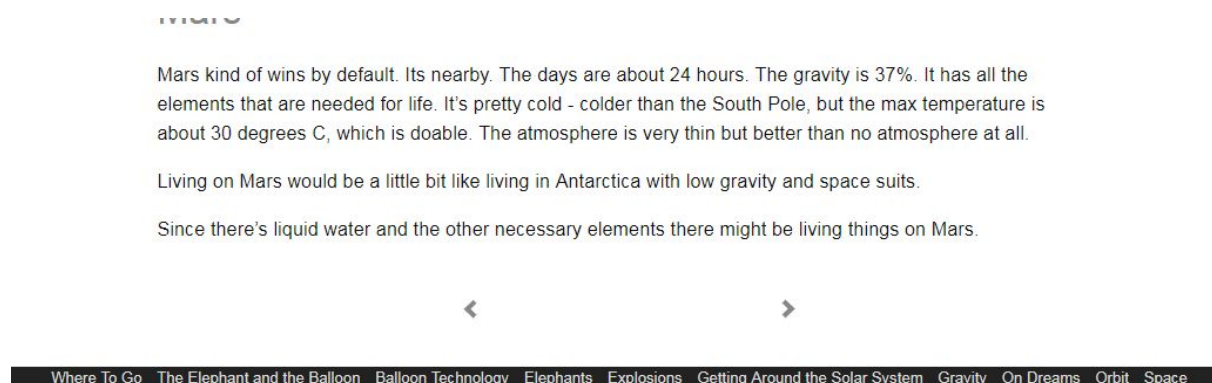 Mars
Mars kind of wins by default. Its nearby. The days are about 24 hours. The gravity is 37%. It has all the
elements that are needed for life. It's pretty cold - colder than the South Pole, but the max temperature is
about 30 degrees C, which is doable. The atmosphere is very thin but better than no atmosphere at all.
Living on Mars would be a little bit like living in Antarctica with low gravity and space suits.
Since there's liquid water and the other necessary elements there might be living things on Mars.
Where To Go The Elephant and the Balloon Balloon Technology Elephants Explosions Getting Around the Solar System Gravity On Dreams Orbit Space